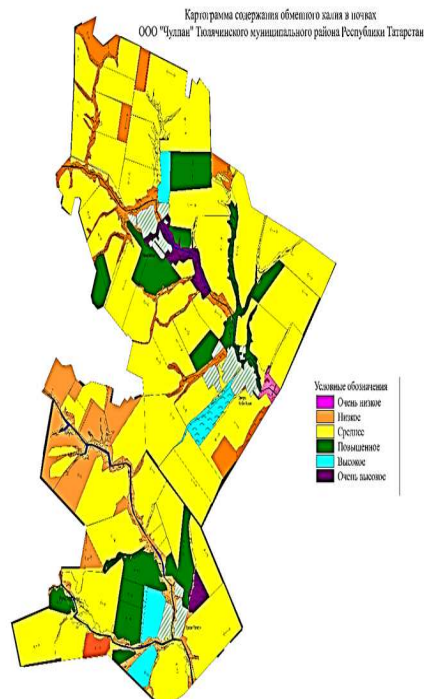 Картограмма содержания обменного калия в почвах
ООО "Чулпан" Тюлячинского муниципального района Республики Татарстан
Условные обозначения
Очень низкое
Низкое
Среднее
Повышенное
Высокое
Очень высокое